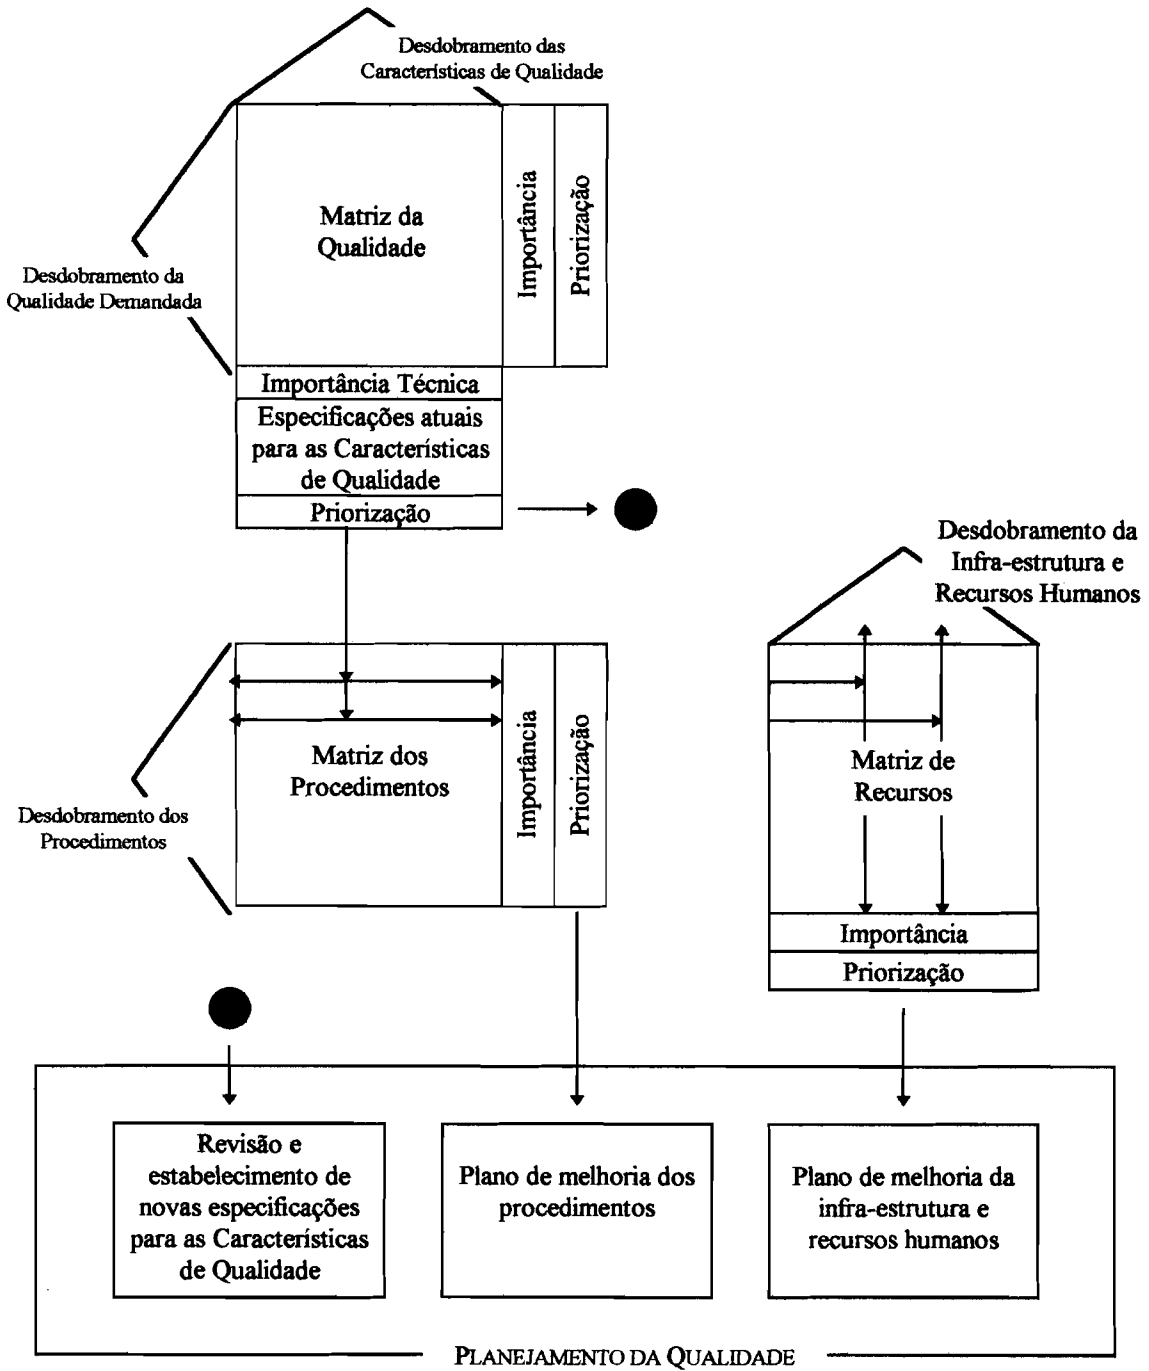 Desdobramento das
Características de Qualidade
Matriz da
Qualidade
Importância
Priorização
Desdobramento da
Qualidade Demandada
Importância Técnica
Especificações atuais
para as Características
de Qualidade
Priorização
Desdobramento da
Infra-estrutura e
Recursos Humanos
Matriz dos
Procedimentos
Importância
Priorização
Desdobramento dos
Procedimentos
Matriz de
Recursos
Importância
Priorização
Revisão e
estabelecimento de
novas especificações
para as Características
de Qualidade
Plano de melhoria dos
procedimentos
Plano de melhoria da
infra-estrutura e
recursos humanos
PLANEJAMENTO DA QUALIDADE